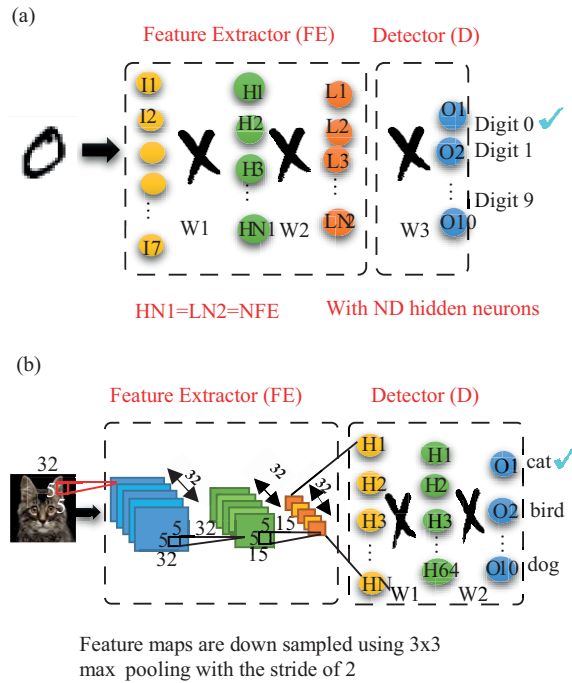 (a)
Feature Extractor (FE)
Detector (D)
I1
H1
L1
O1
Digit 0
I2
H2
L2
O2
Digit 1
H3
L3
Digit 9
I7
W1
HN1
W2
LN2
W3
O10
HN1=LN2=NFE
With ND hidden neurons
(b)
Feature Extractor (FE)
Detector (D)
32
5
5
32
5
5
32
32
32
5
5
15
15
32
H1
H2
H3
HN
W1
H1
H2
H3
H64
W2
O1
cat
O2
bird
O10
dog
Feature maps are down sampled using 3x3
max pooling with the stride of 2